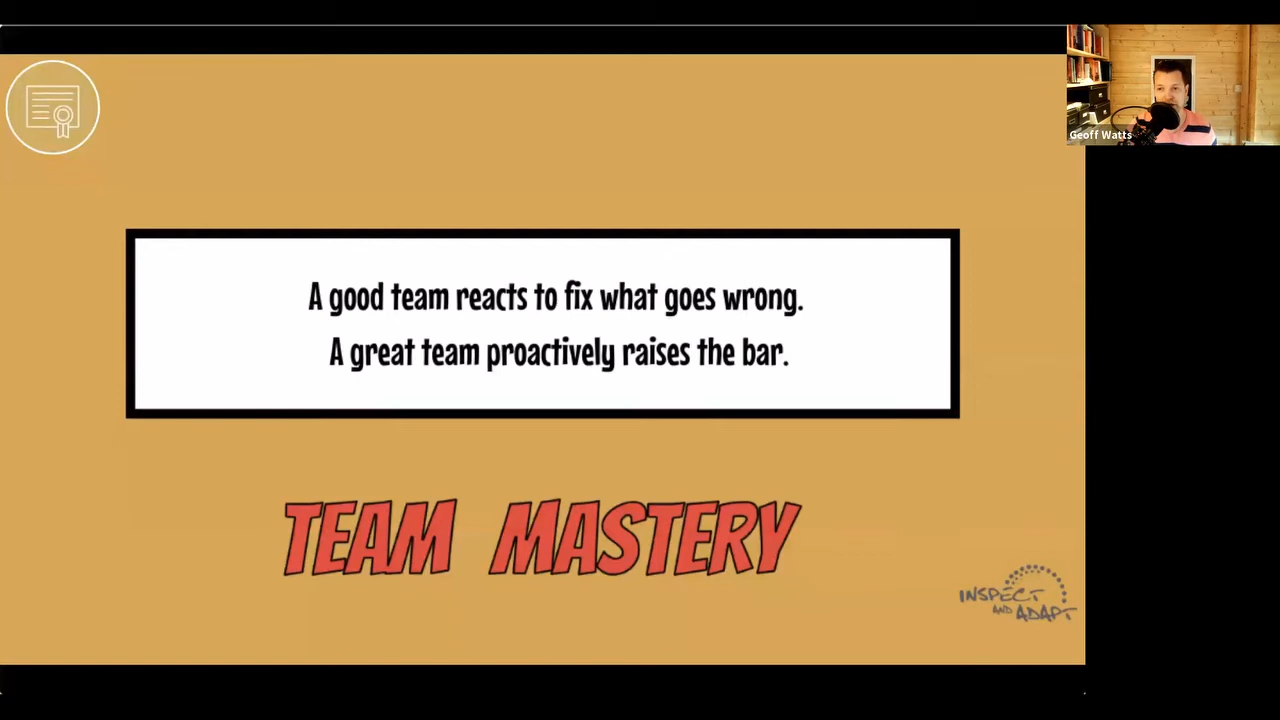 Geoff Watts
A good team reacts to fix what goes wrong.
A great team proactively raises the bar.
TEAM MASTERY
INSPECT
AND ADAPT